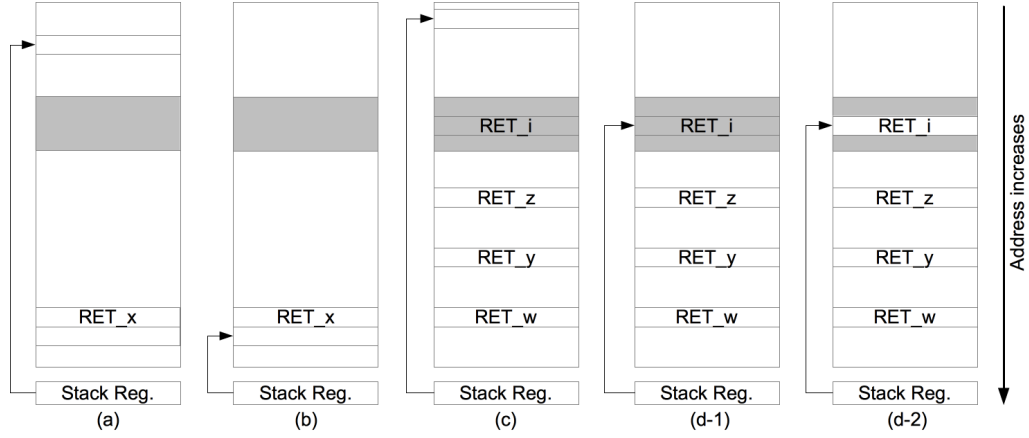 RET_i RET_i RET_i
RET_z RET_z RET_z
RET_y RET_y RET_y
RET_x RET_x RET_w RET_w RET_w
Stack Reg. Stack Reg. Stack Reg. Stack Reg. Stack Reg.
(a) (b) (c) (d-1) (d-2)
Address increases